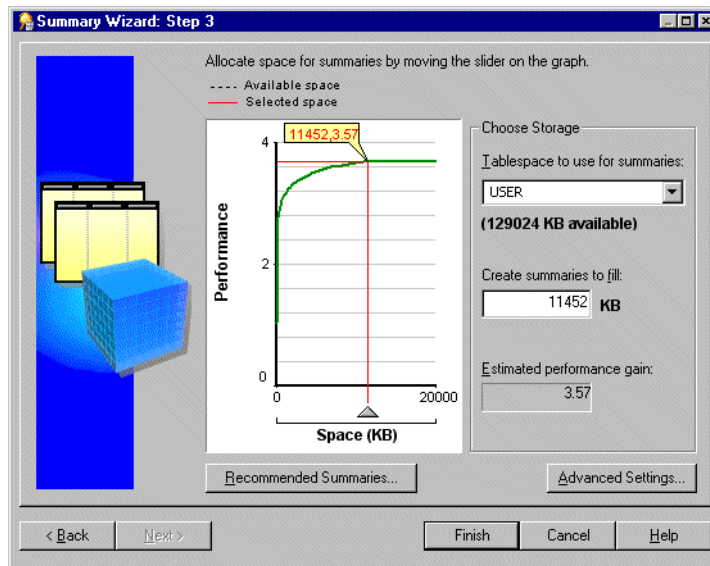 Summary Wizard: Step 3
Allocate space for summaries by moving the slider on the graph.
Available space
Selected space
11452,3.57
4
2
0
Performance
0
20000
Space (KB)
Choose Storage
Tablespace to use for summaries:
USER
(129024 KB available)
Create summaries to fill:
11452 KB
Estimated performance gain:
3.57
Recommended Summaries...
Advanced Settings...
< Back
Next >
Finish
Cancel
Help